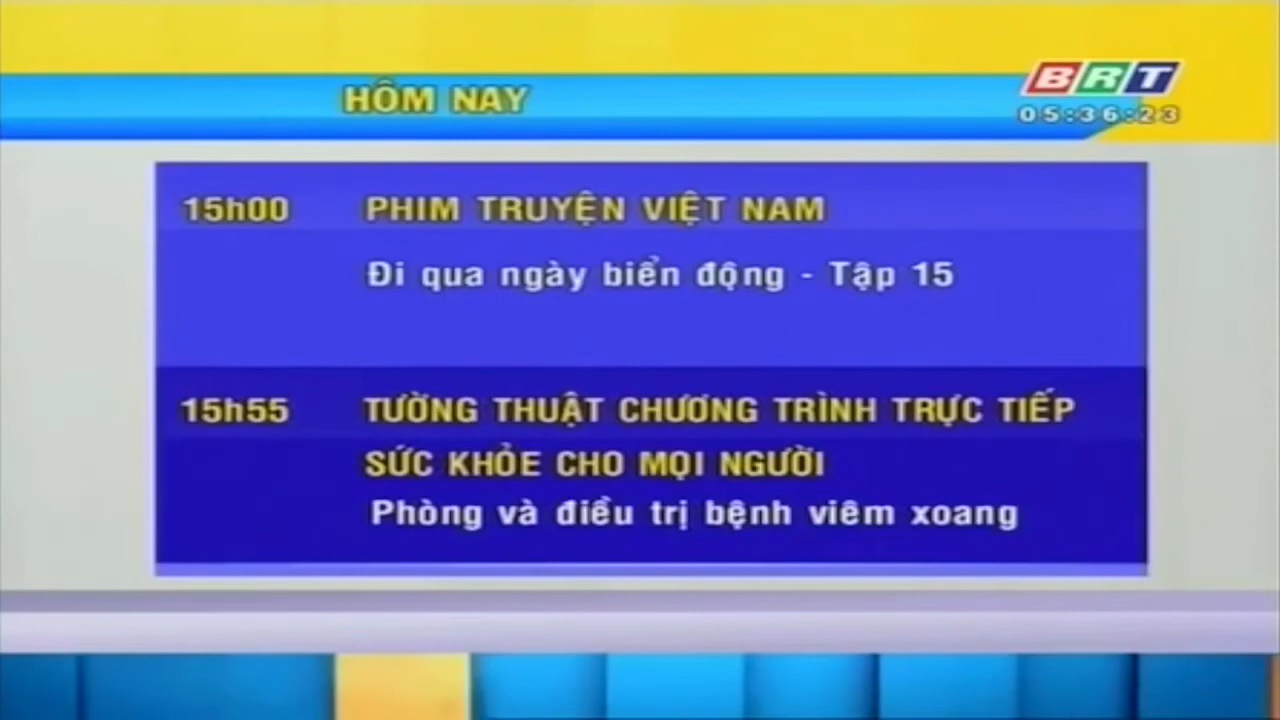 HÔM NAY
BRT
05:36:23
15h00 PHIM TRUYỆN VIỆT NAM
Đi qua ngày biển động - Tập 15
15h55 TƯỜNG THUẬT CHƯƠNG TRÌNH TRỰC TIẾP
SỨC KHỎE CHO MỌI NGƯỜI
Phòng và điều trị bệnh viêm xoang